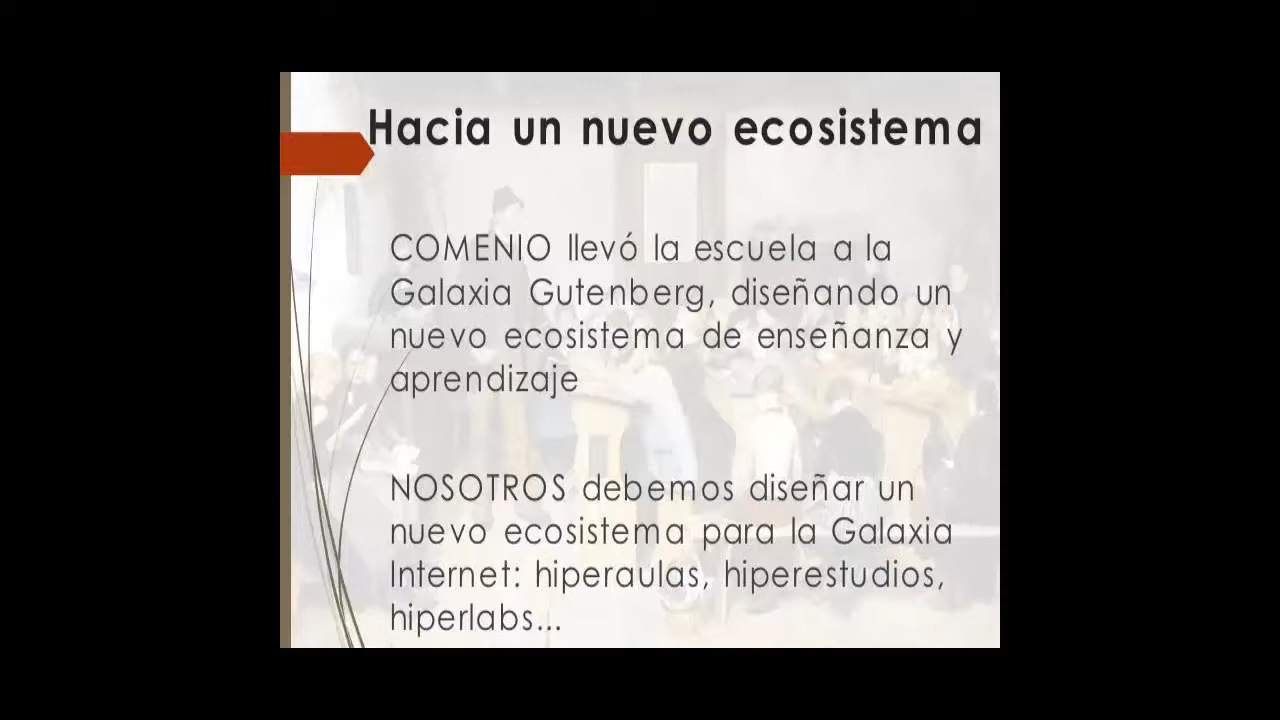 Hacia un nuevo ecosistema
COMENIO llevó la escuela a la
Galaxia Gutenberg, diseñando un
nuevo ecosistema de enseñanza y
aprendizaje
NOSOTROS debemos diseñar un
nuevo ecosistema para la Galaxia
Internet: hiperaulas, hiperestudios,
hiperlabs...